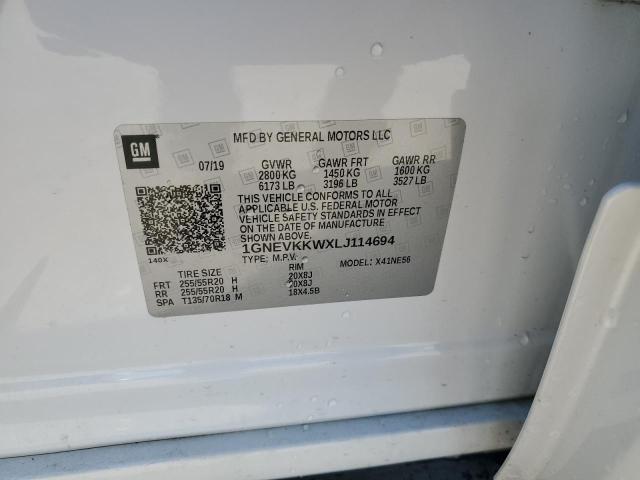 GM
MFD BY GENERAL MOTORS LLC
07/19 GVWR GAWR FRT GAWR RR
2800 KG 1450 KG 1600 KG
6173 LB 3196 LB 3527 LB
THIS VEHICLE CONFORMS TO ALL
APPLICABLE U.S. FEDERAL MOTOR
VEHICLE SAFETY STANDARDS IN EFFECT
ON THE DATE OF MANUFACTURE
SHOWN ABOVE.
1GNEVKKWXLJ114694
140X
TYPE: M.P.V. MODEL: X41NE56
TIRE SIZE RIM
FRT 255/55R20 H 20X8J
RR 255/55R20 H 20X8J
SPA T135/70R18 M 18X4.5B